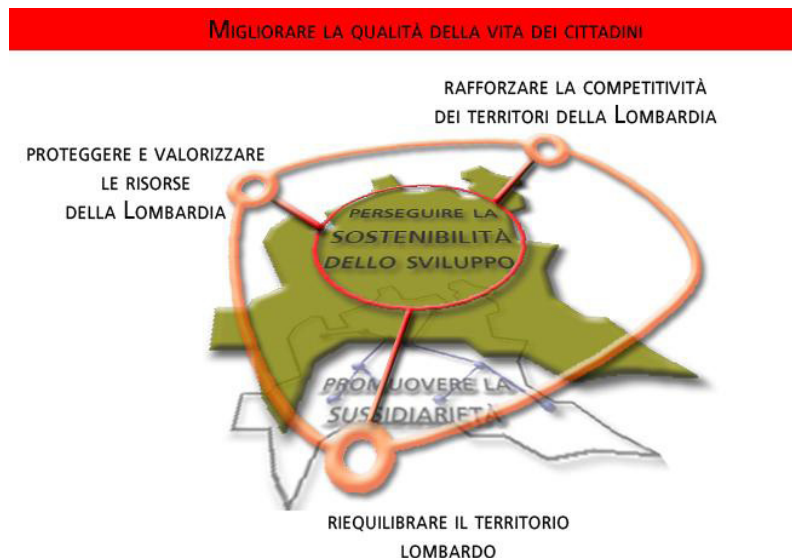 MIGLIORARE LA QUALITÀ DELLA VITA DEI CITTADINI
RAFFORZARE LA COMPETITIVITÀ
DEI TERRITORI DELLA LOMBARDIA
PROTEGGERE E VALORIZZARE
LE RISORSE
DELLA LOMBARDIA
PERSEGUIRE LA
SOSTENIBILITÀ
DELLO SVILUPPO
PROMUOVERE LA
SUSSIDIARIETÀ
RIEQUILIBRARE IL TERRITORIO
LOMBARDO